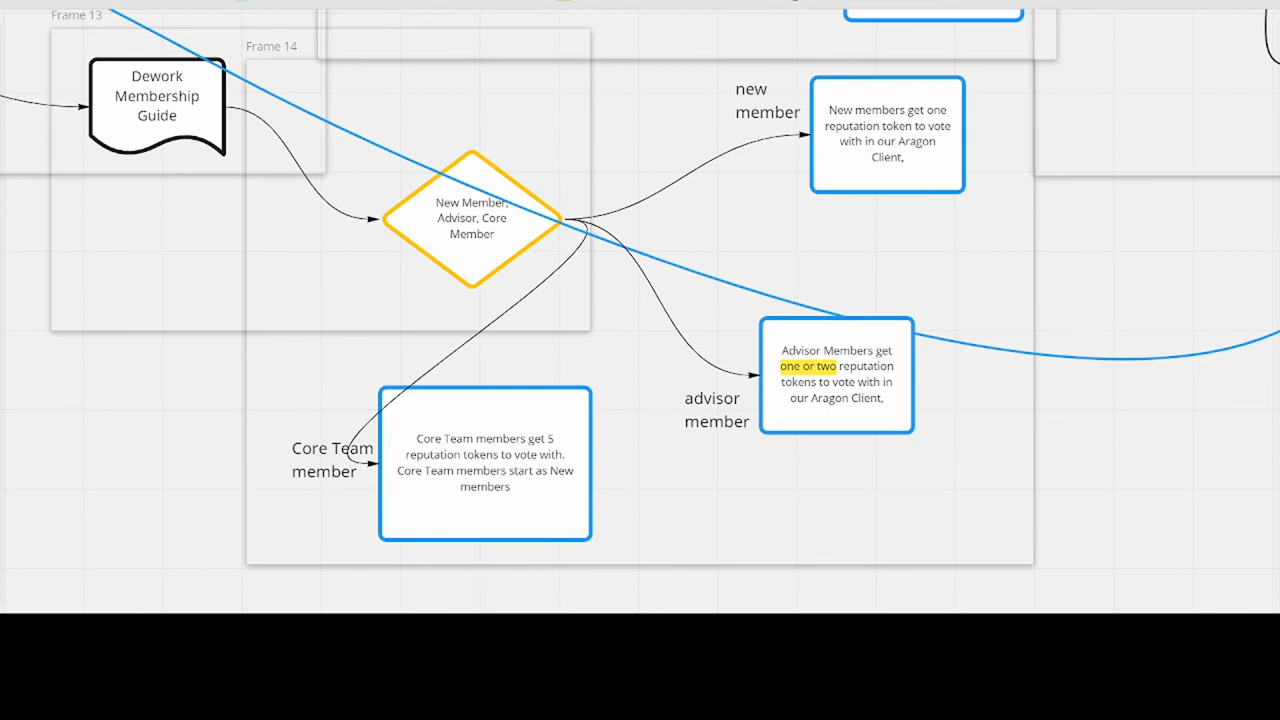 Frame 13
Frame 14
Dework
Membership
Guide
new
member
New members get one
reputation token to vote
with in our Aragon
Client,
New Member,
Advisor, Core
Member
Advisor Members get
one or two reputation
tokens to vote with in
our Aragon Client,
advisor
member
Core Team
member
Core Team members get 5
reputation tokens to vote with.
Core Team members start as New
members